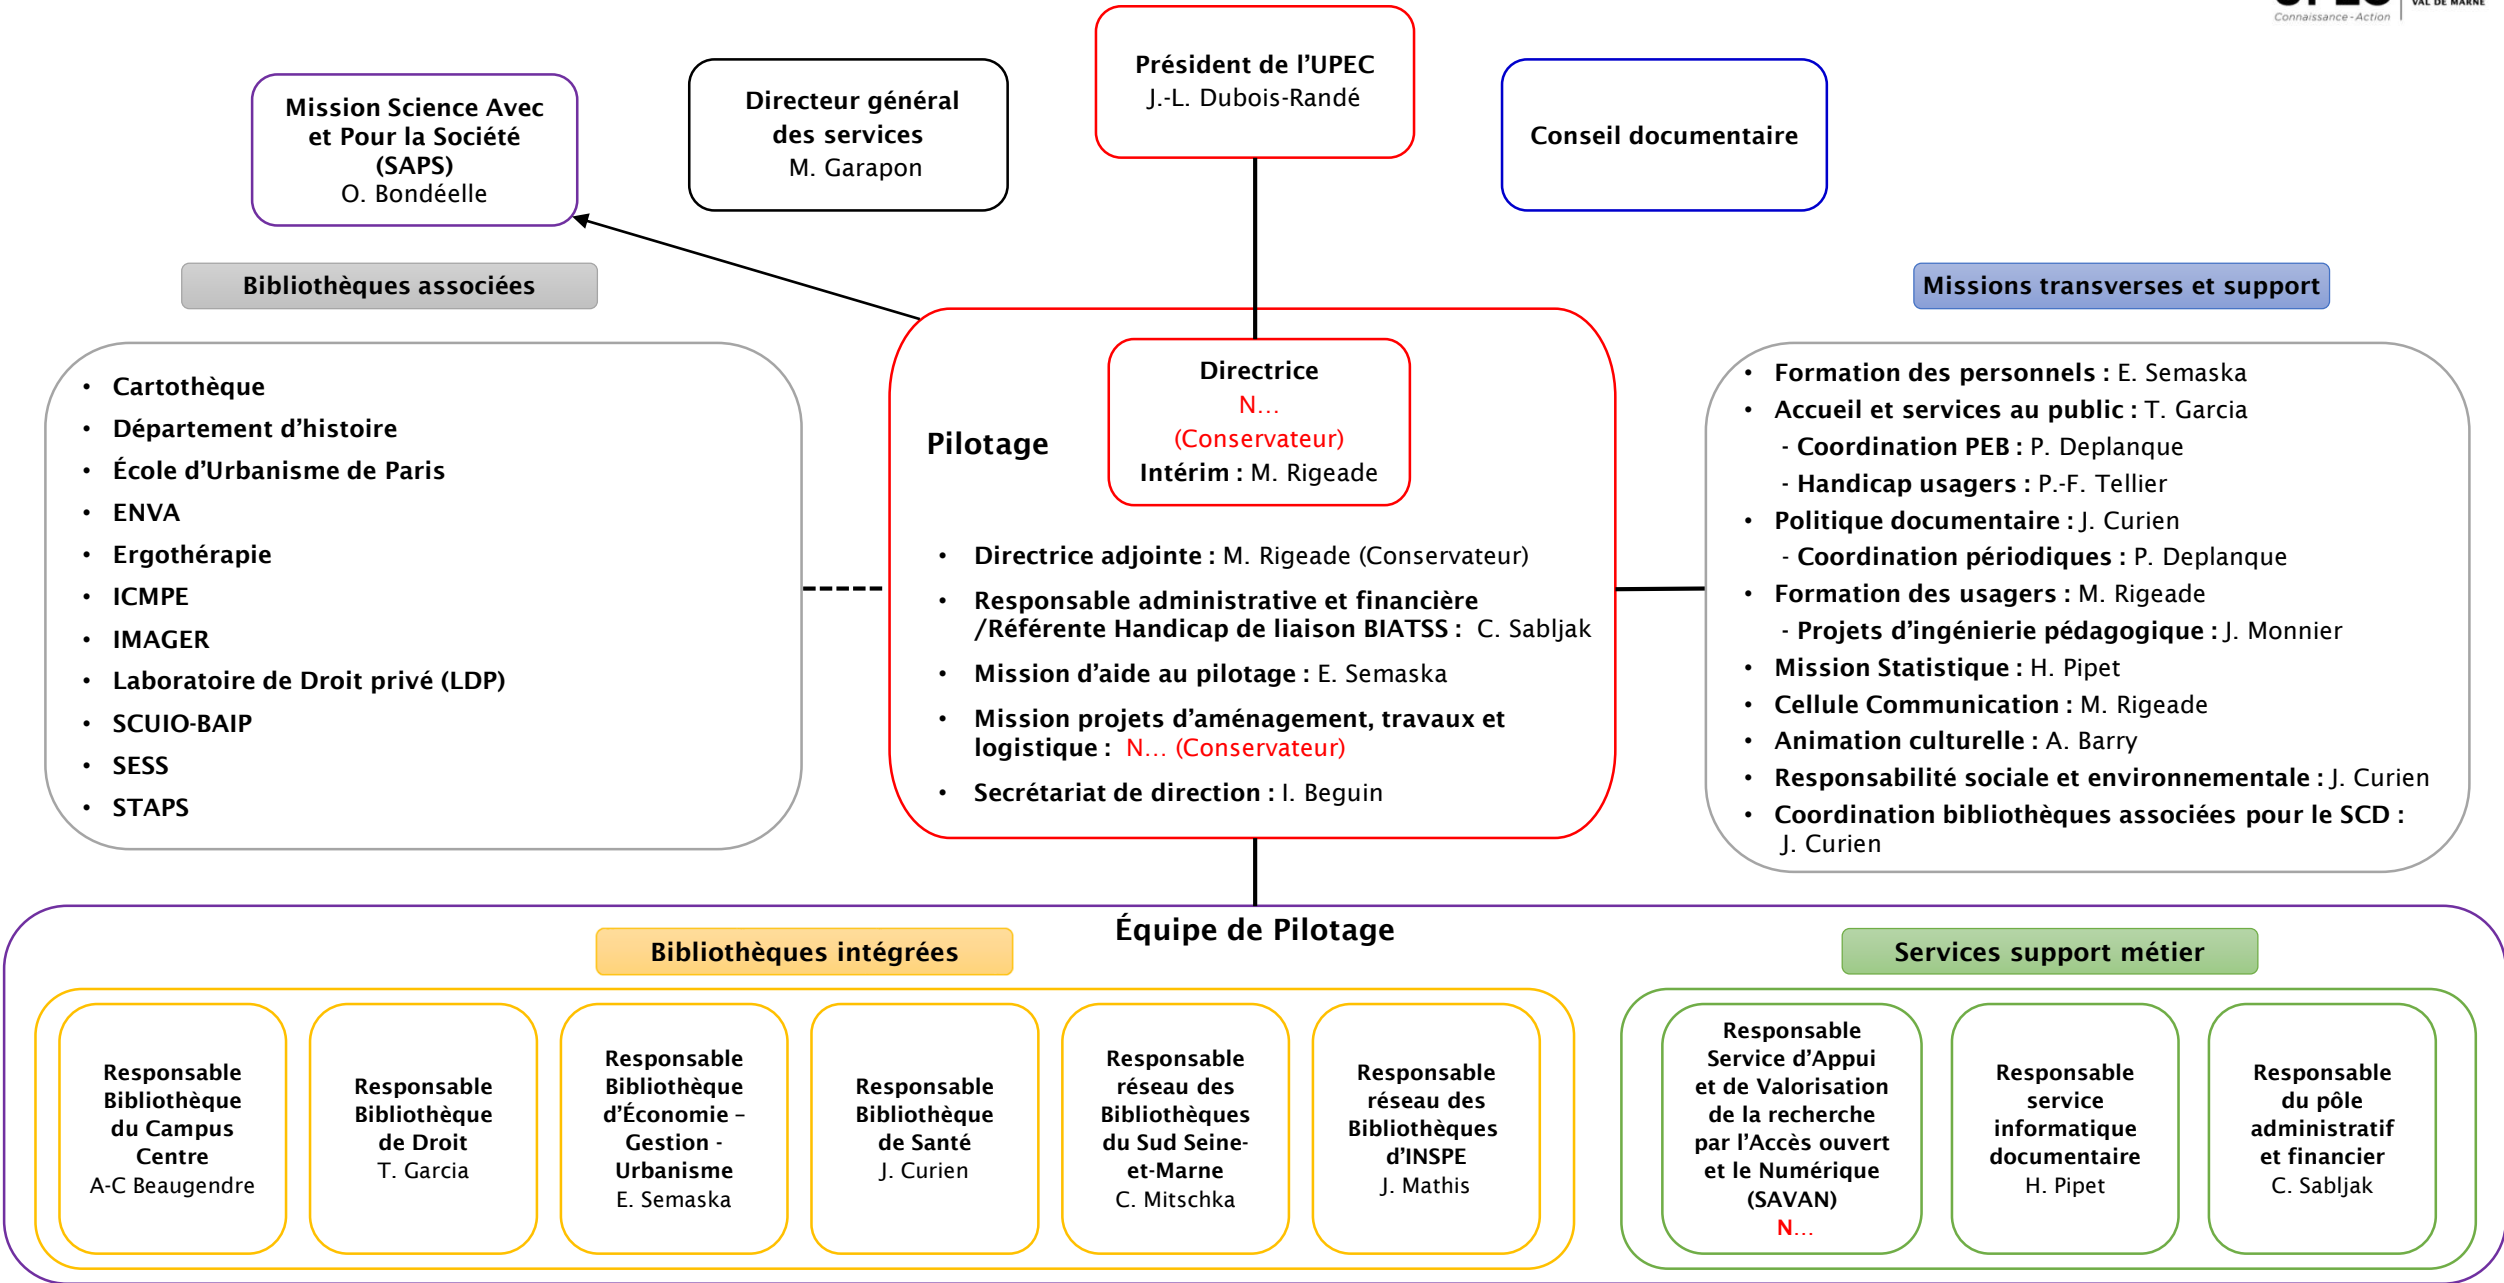 Connaissance - Action
VAL DE MARNE
Président de l'UPEC
J.-L. Dubois-Randé
Mission Science Avec
et Pour la Société
(SAPS)
O. Bondéelle
Directeur général
des services
M. Garapon
Conseil documentaire
Bibliothèques associées
Missions transverses et support
• Cartothèque
• Département d'histoire
• École d'Urbanisme de Paris
• ENVA
• Ergothérapie
• ICMPE
• IMAGER
• Laboratoire de Droit privé (LDP)
• SCUIO-BAIP
• SESS
• STAPS
Pilotage
Directrice
N...
(Conservateur)
Intérim : M. Rigeade
• Directrice adjointe : M. Rigeade (Conservateur)
• Responsable administrative et financière
/Référente Handicap de liaison BIATSS : C. Sabljak
• Mission d'aide au pilotage : E. Semaska
• Mission projets d'aménagement, travaux et
logistique : N... (Conservateur)
• Secrétariat de direction : I. Beguin
• Formation des personnels : E. Semaska
• Accueil et services au public : T. Garcia
- Coordination PEB : P. Deplanque
- Handicap usagers : P.-F. Tellier
• Politique documentaire : J. Curien
- Coordination périodiques : P. Deplanque
• Formation des usagers : M. Rigeade
- Projets d'ingénierie pédagogique : J. Monnier
• Mission Statistique : H. Pipet
• Cellule Communication : M. Rigeade
• Animation culturelle : A. Barry
• Responsabilité sociale et environnementale : J. Curien
• Coordination bibliothèques associées pour le SCD :
J. Curien
Équipe de Pilotage
Bibliothèques intégrées
Services support métier
Responsable
Bibliothèque
du Campus
Centre
A-C Beaugendre
Responsable
Bibliothèque
de Droit
T. Garcia
Responsable
Bibliothèque
d'Économie –
Gestion -
Urbanisme
E. Semaska
Responsable
Bibliothèque
de Santé
J. Curien
Responsable
réseau des
Bibliothèques
du Sud Seine-
et-Marne
C. Mitschka
Responsable
réseau des
Bibliothèques
d'INSPE
J. Mathis
Responsable
Service d'Appui
et de Valorisation
de la recherche
par l'Accès ouvert
et le Numérique
(SAVAN)
N...
Responsable
service
informatique
documentaire
H. Pipet
Responsable
du pôle
administratif
et financier
C. Sabljak